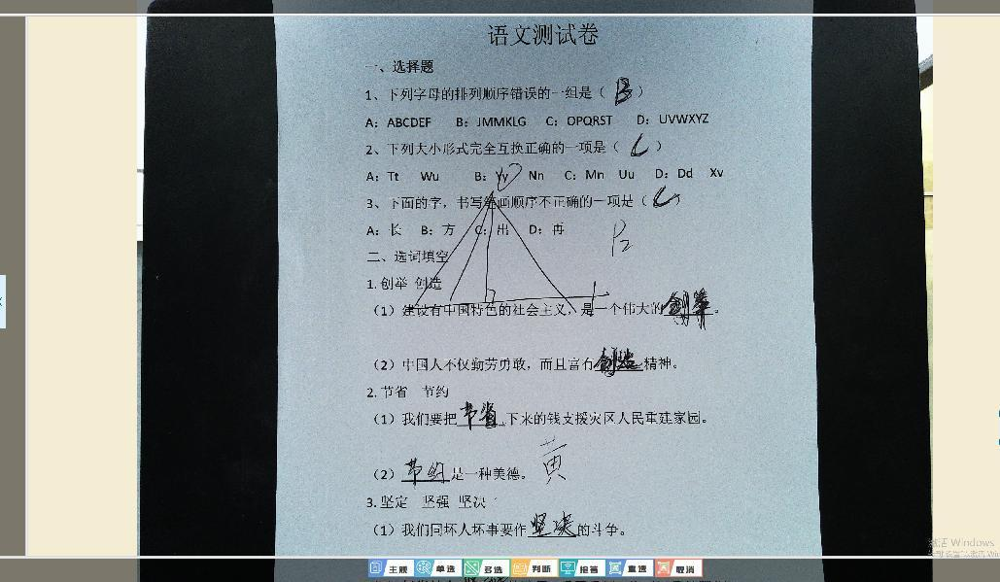 语文测试卷
一、选择题
1、下列字母的排列顺序错误的一组是（ B ）
A：ABCDEF B：JMMKLG C：OPQRST D：UVWXYZ
2、下列大小形式完全互换正确的一项是（ C ）
A：Tt Wu B：Yy Nn C：Mn Uu D：Dd Xv
3、下面的字，书写笔画顺序不正确的一项是（ C ）
A：长 B：方 C：出 D：再
P2
二、选词填空
1. 创举 创造
（1）建设有中国特色的社会主义，是一个伟大的创举。
（2）中国人不仅勤劳勇敢，而且富有创造精神。
2. 节省 节约
（1）我们要把节省下来的钱支援灾区人民重建家园。
黄
（2）节约是一种美德。
3. 坚定 坚强 坚决
（1）我们同坏人坏事要作坚决的斗争。
激活 Windows
主观 单选 多选 判断 抢答 重选 取消